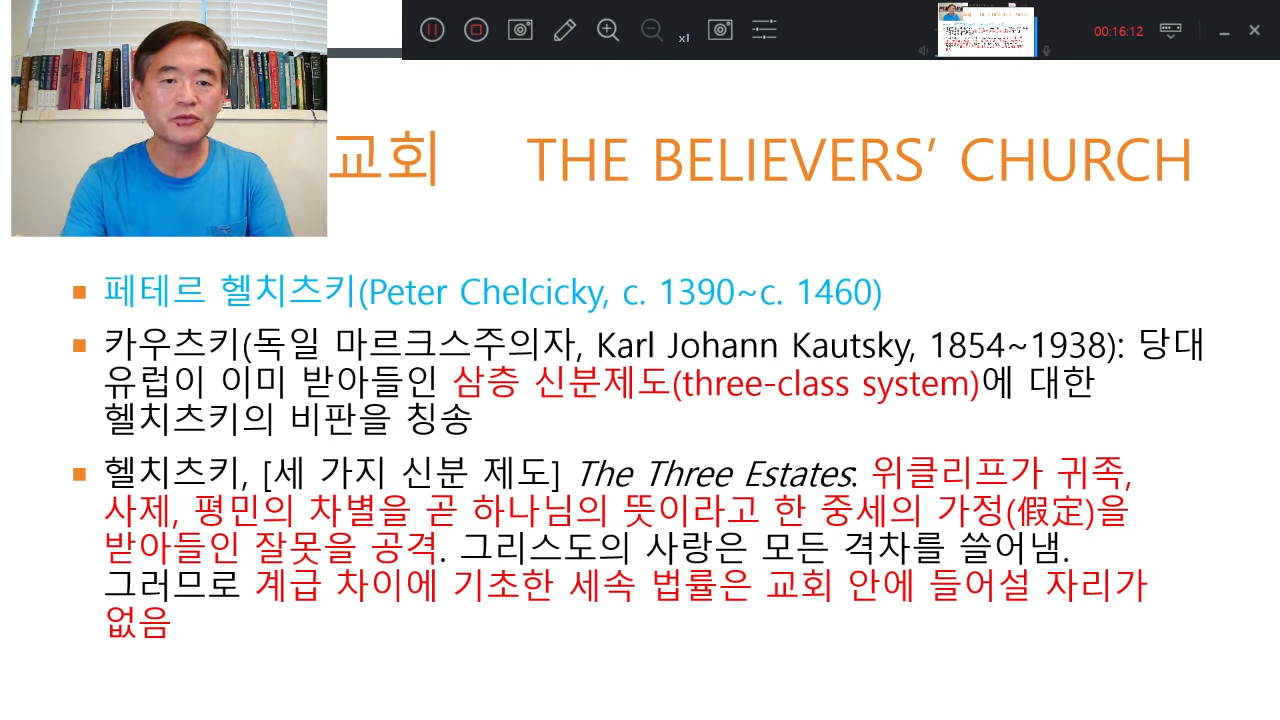 x1
00:16:12
교회 THE BELIEVERS’ CHURCH
페테르 헬치츠키(Peter Chelcicky, c. 1390~c. 1460)
카우츠키(독일 마르크스주의자, Karl Johann Kautsky, 1854~1938): 당대
유럽이 이미 받아들인 삼층 신분제도(three-class system)에 대한
헬치츠키의 비판을 칭송
헬치츠키, [세 가지 신분 제도] The Three Estates. 위클리프가 귀족,
사제, 평민의 차별을 곧 하나님의 뜻이라고 한 중세의 가정(假定)을
받아들인 잘못을 공격. 그리스도의 사랑은 모든 격차를 쓸어냄.
그러므로 계급 차이에 기초한 세속 법률은 교회 안에 들어설 자리가
없음